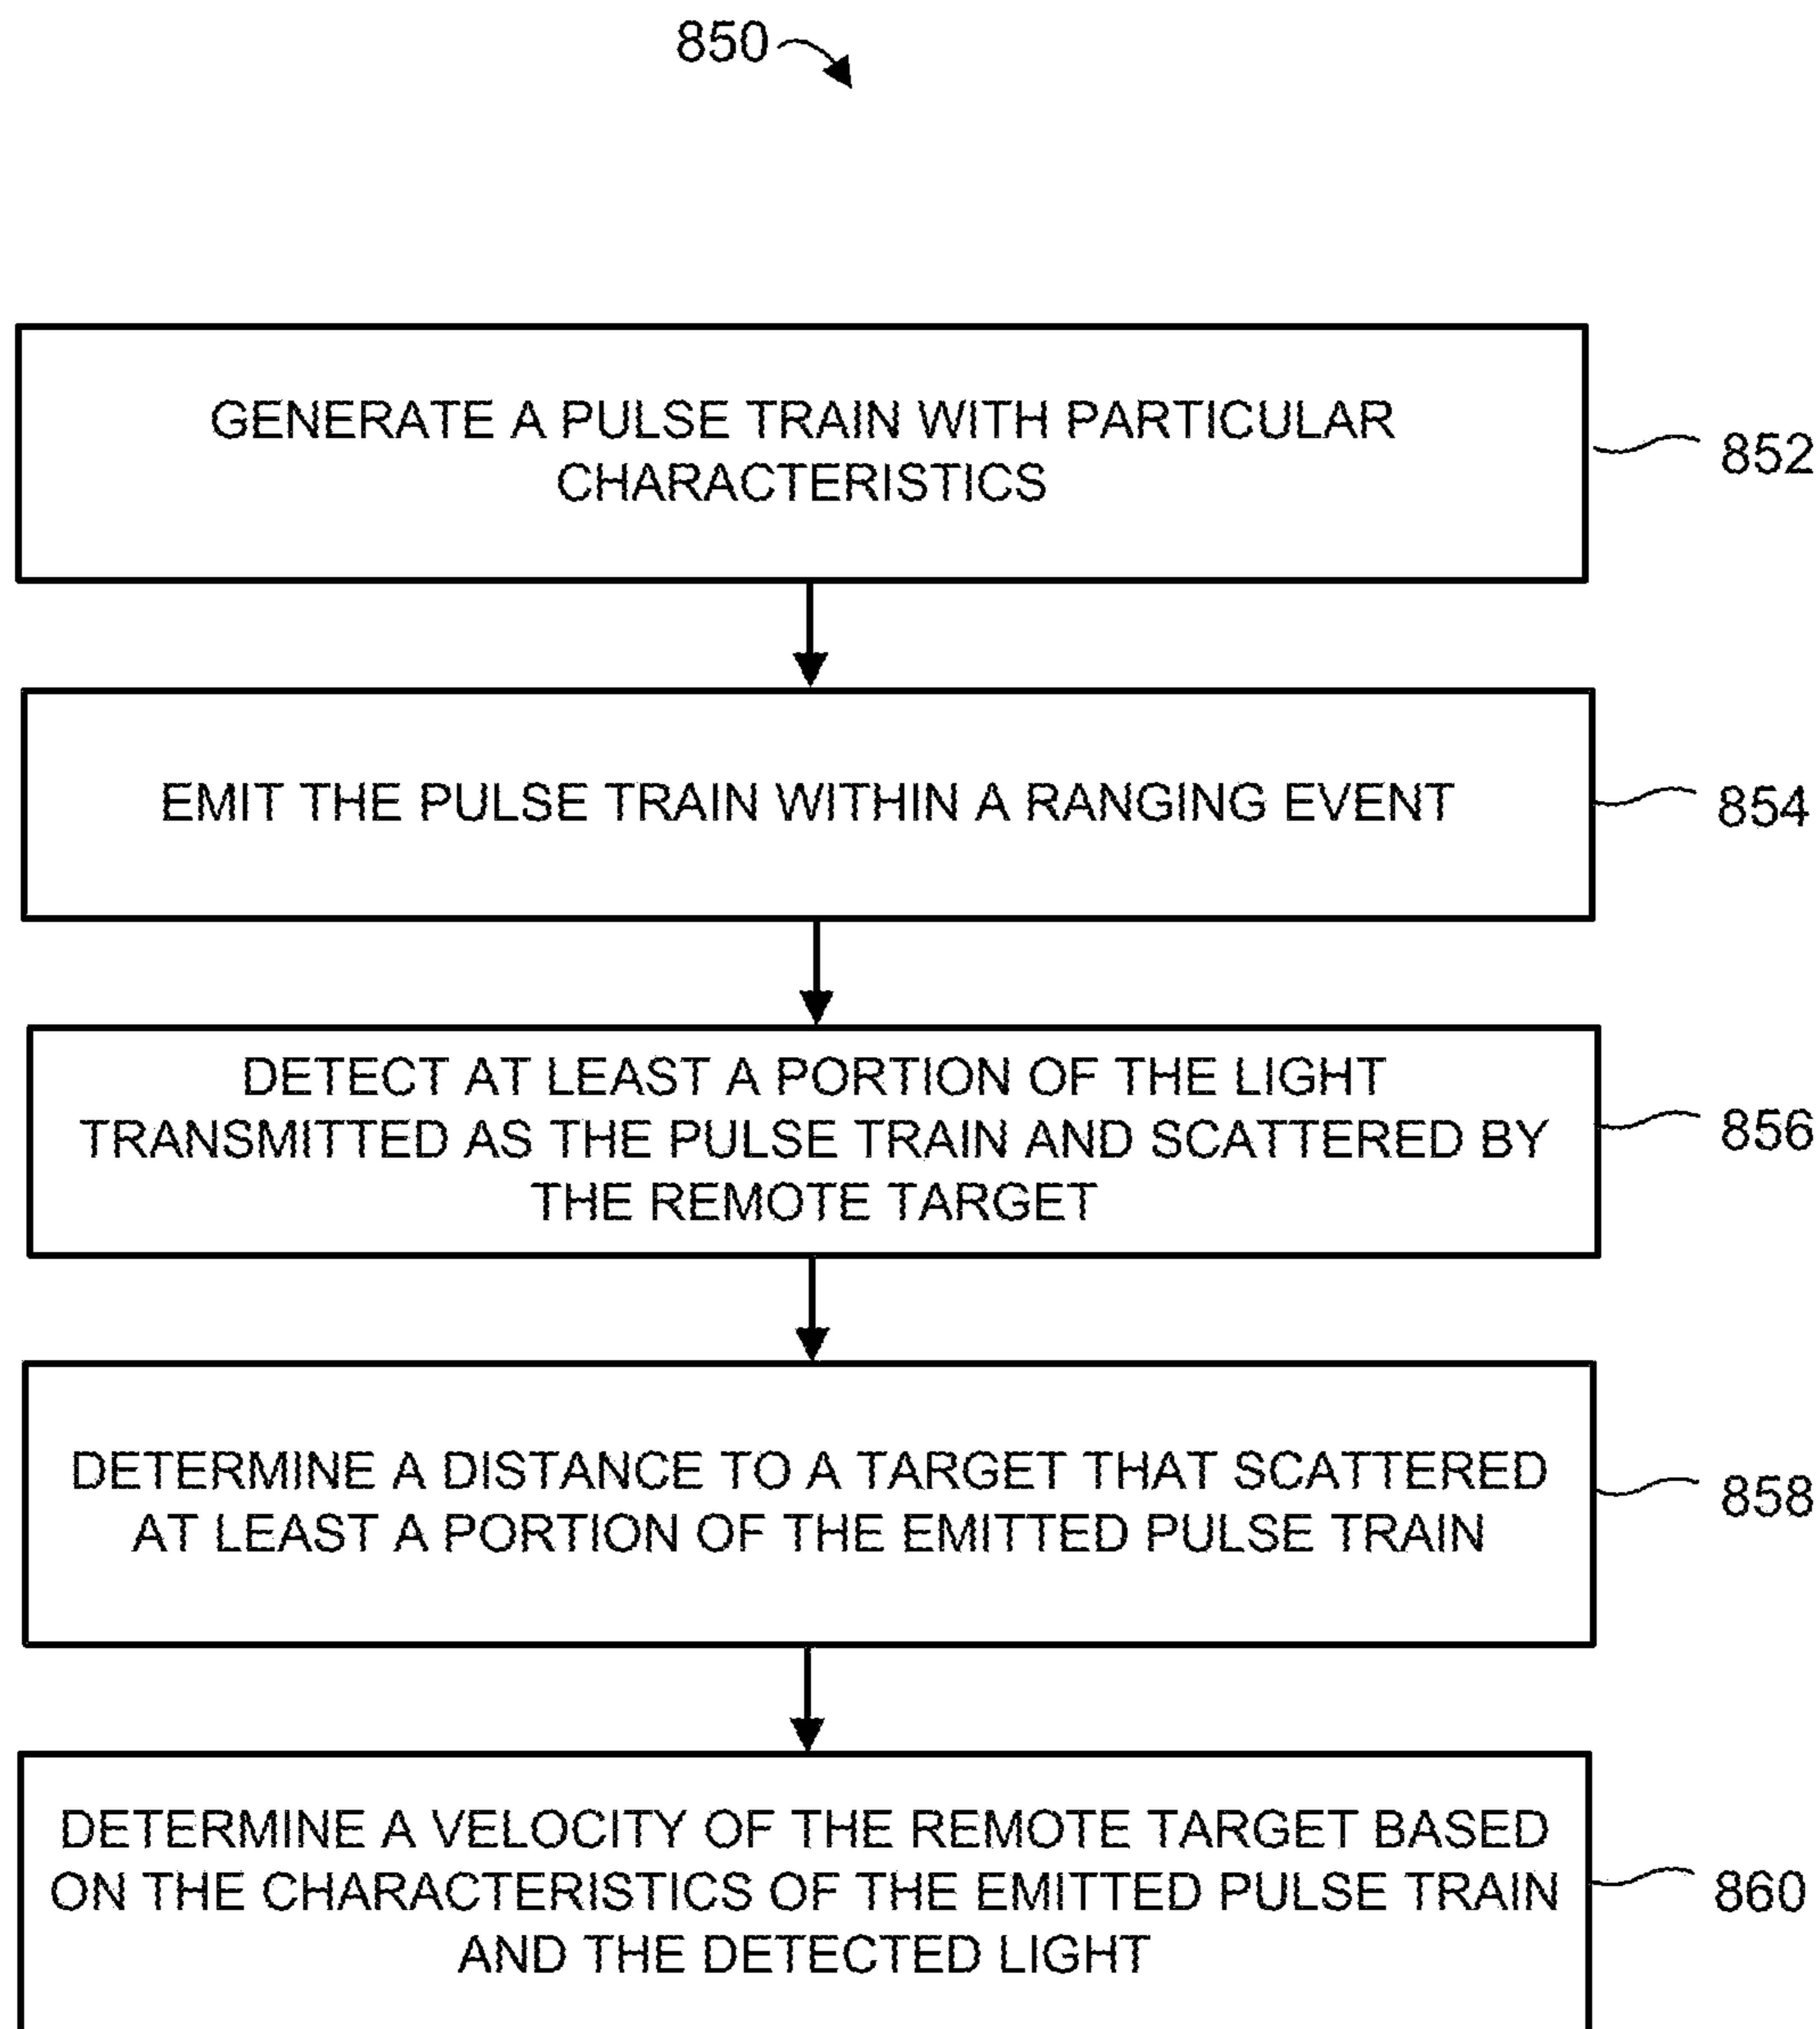 850
GENERATE A PULSE TRAIN WITH PARTICULAR
CHARACTERISTICS
852
EMIT THE PULSE TRAIN WITHIN A RANGING EVENT
854
DETECT AT LEAST A PORTION OF THE LIGHT
TRANSMITTED AS THE PULSE TRAIN AND SCATTERED BY
THE REMOTE TARGET
856
DETERMINE A DISTANCE TO A TARGET THAT SCATTERED
AT LEAST A PORTION OF THE EMITTED PULSE TRAIN
858
DETERMINE A VELOCITY OF THE REMOTE TARGET BASED
ON THE CHARACTERISTICS OF THE EMITTED PULSE TRAIN
AND THE DETECTED LIGHT
860